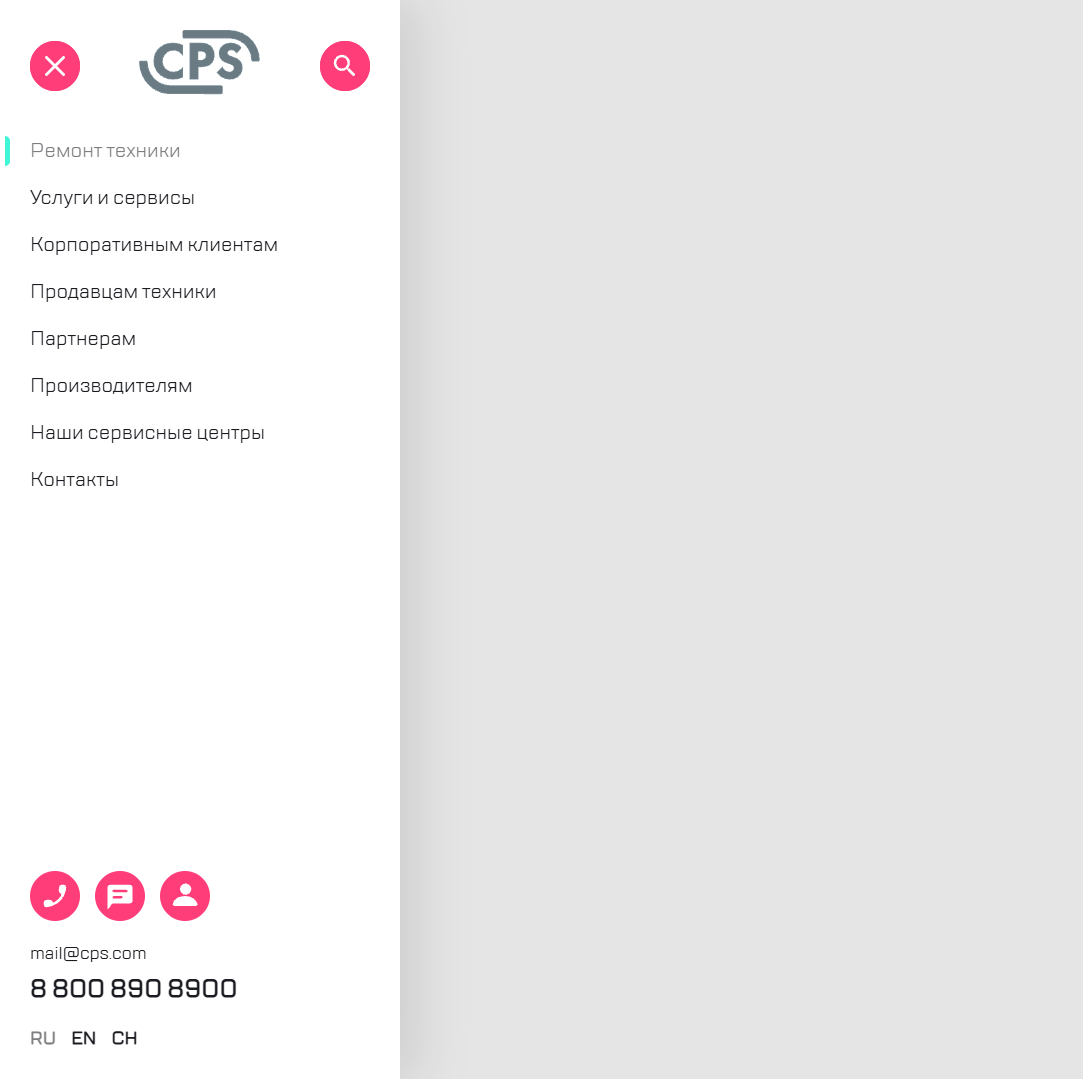 CPS
Ремонт техники
Услуги и сервисы
Корпоративным клиентам
Продавцам техники
Партнерам
Производителям
Наши сервисные центры
Контакты
mail@cps.com
8 800 890 8900
RU EN CH